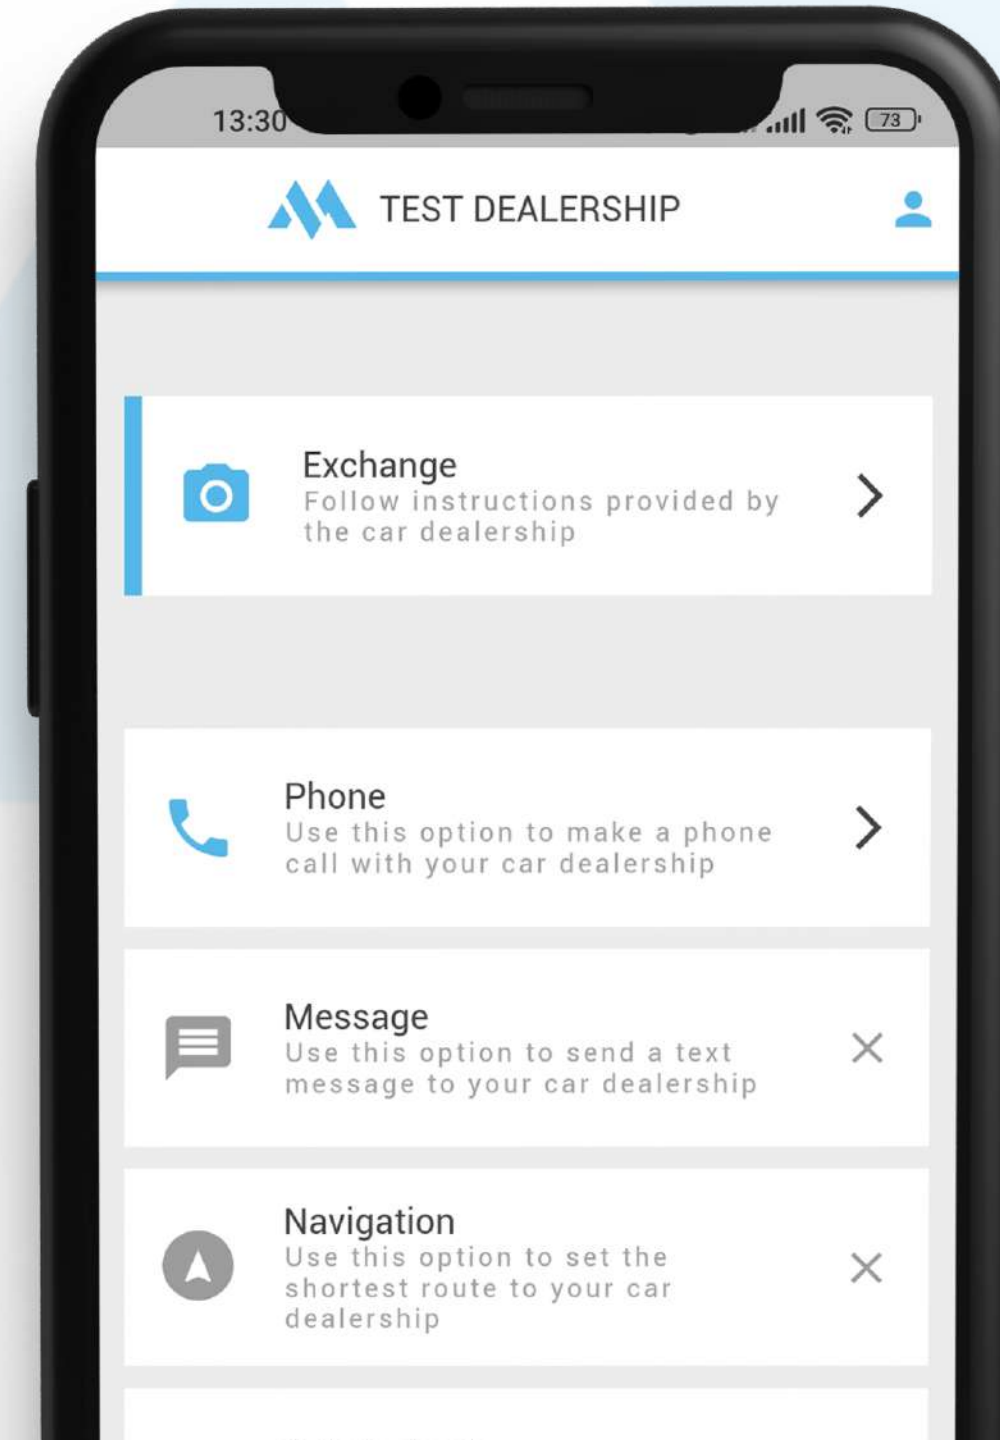 13:30
73
TEST DEALERSHIP
Exchange
Follow instructions provided by
the car dealership
Phone
Use this option to make a phone
call with your car dealership
Message
Use this option to send a text
message to your car dealership
Navigation
Use this option to set the
shortest route to your car
dealership